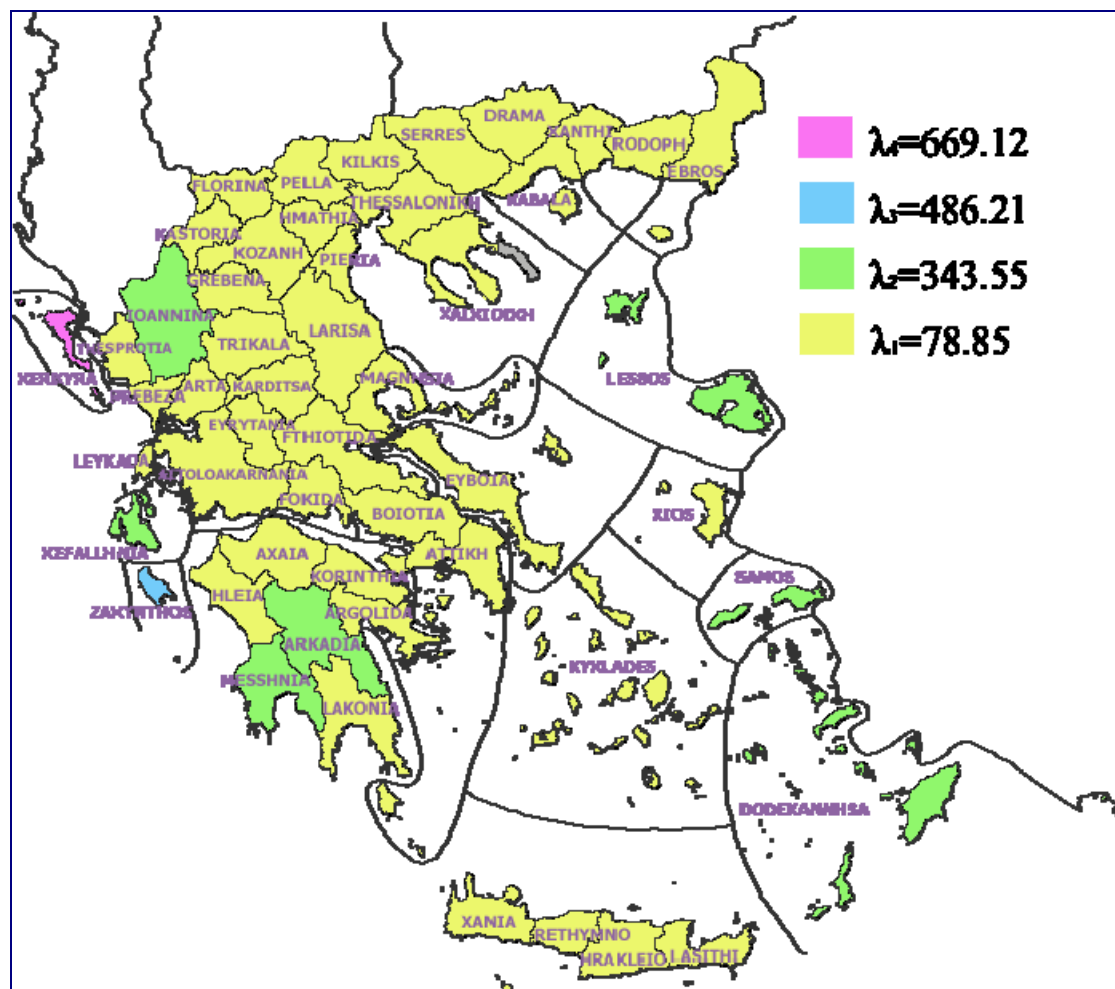 DRAMA
SERRES
XANTHI
RODOPH
EBROS
KILKIS
FLORINA
PELLA
THESSALONIKH
KABALA
HMATHIA
KASTORIA
KOZANH
PIERIA
GREBENA
XALKIDIKH
IOANNINA
LARISA
TRIKALA
THESPROTIA
KERKYRA
MAGNHSIA
LESBOS
PREBEZA
ARTA
KARDITSA
EYRYTANIA
FTHIOTIDA
LEYKADA
AITOLOAKARNANIA
EYBOIA
FOKIDA
BOIOTIA
XIOS
KEFALLHNIA
AXAIA
ATTIKH
KORINTHIA
SAMOS
ZAKYNTHOS
HLEIA
ARGOLIDA
ARKADIA
KYKLADES
MESSHNIA
LAKONIA
DODEKANNHSA
XANIA
RETHYMNO
HRAKLEIO
LASITHI
λ₄=669.12
λ₃=486.21
λ₂=343.55
λ₁=78.85